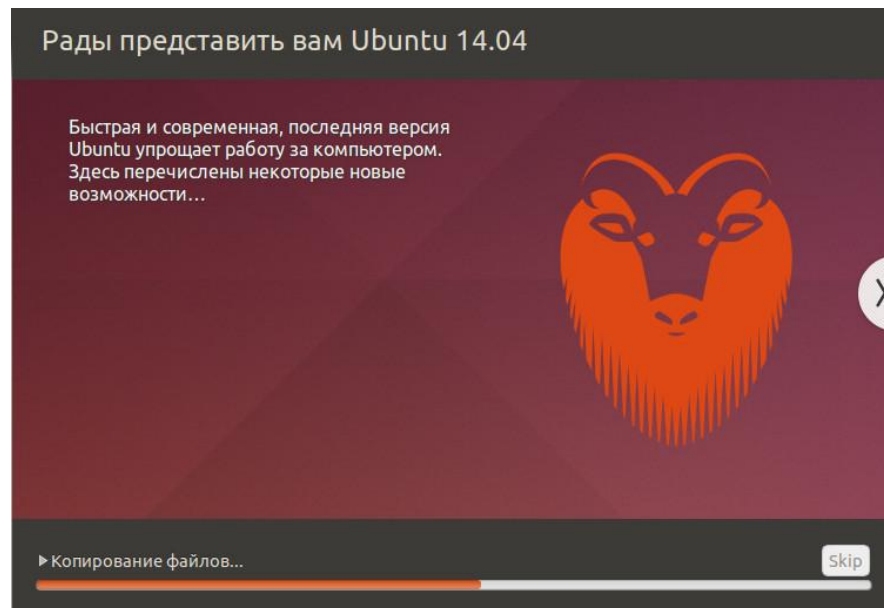 Рады представить вам Ubuntu 14.04
Быстрая и современная, последняя версия
Ubuntu упрощает работу за компьютером.
Здесь перечислены некоторые новые
возможности…
Копирование файлов...
Skip